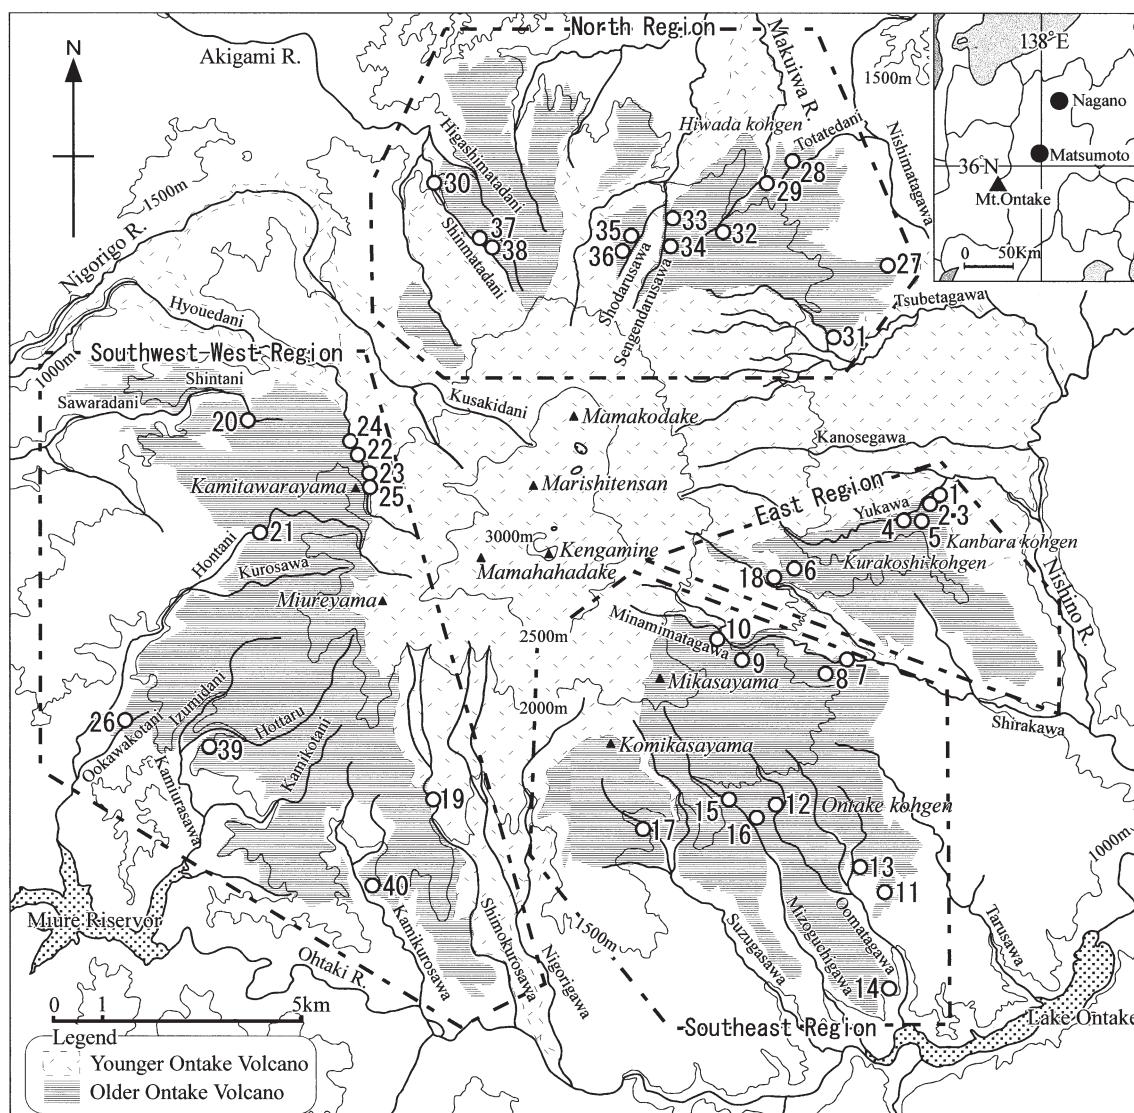 North Region
Akigami R.
N
Makuiwa R.
1500m
138°E
Nagano
Matsumoto
36°N
Mt.Ontake
0 50Km
Hiwada kohgen
Totatedani
Nishimatagawa
Higashimatadani
28
29
30
Shinmatadani
37
38
35
36
33
34
32
27
Shodarusawa
Sengendarusawa
31
Tsubetagawa
1500m
Nigorigo R.
Hyouedani
1000m
Southwest-West Region
Shintani
Sawaradani
20
Kusakidani
Mamakodake
24
22
23
25
Kamitawarayama
Marishitensan
Kanosegawa
East Region
Yukawa
1
2·3
4
5
Kanbara kohgen
Kurakoshi kohgen
21
Hontani
Kurosawa
3000m
Kengamine
Mamahahadake
6
18
Nishino R.
Miureyama
2500m
Minamimatagawa
10
9
7
8
Mikasayama
2000m
Shirakawa
26
Izumidani
Ookawakotani
Hottaru
39
Kamikotani
Kamiurasawa
Komikasayama
19
15
12
16
17
Ontake kohgen
13
11
1000m
40
Miure Riservor
Kamikurosawa
Shimokurosawa
Nigorigawa
1500m
Suzugasawa
Mizoguchigawa
Oomatagawa
Tarusawa
14
Ohtaki R.
Southeast Region
Lake Ontake
0 1 5km
Legend
Younger Ontake Volcano
Older Ontake Volcano